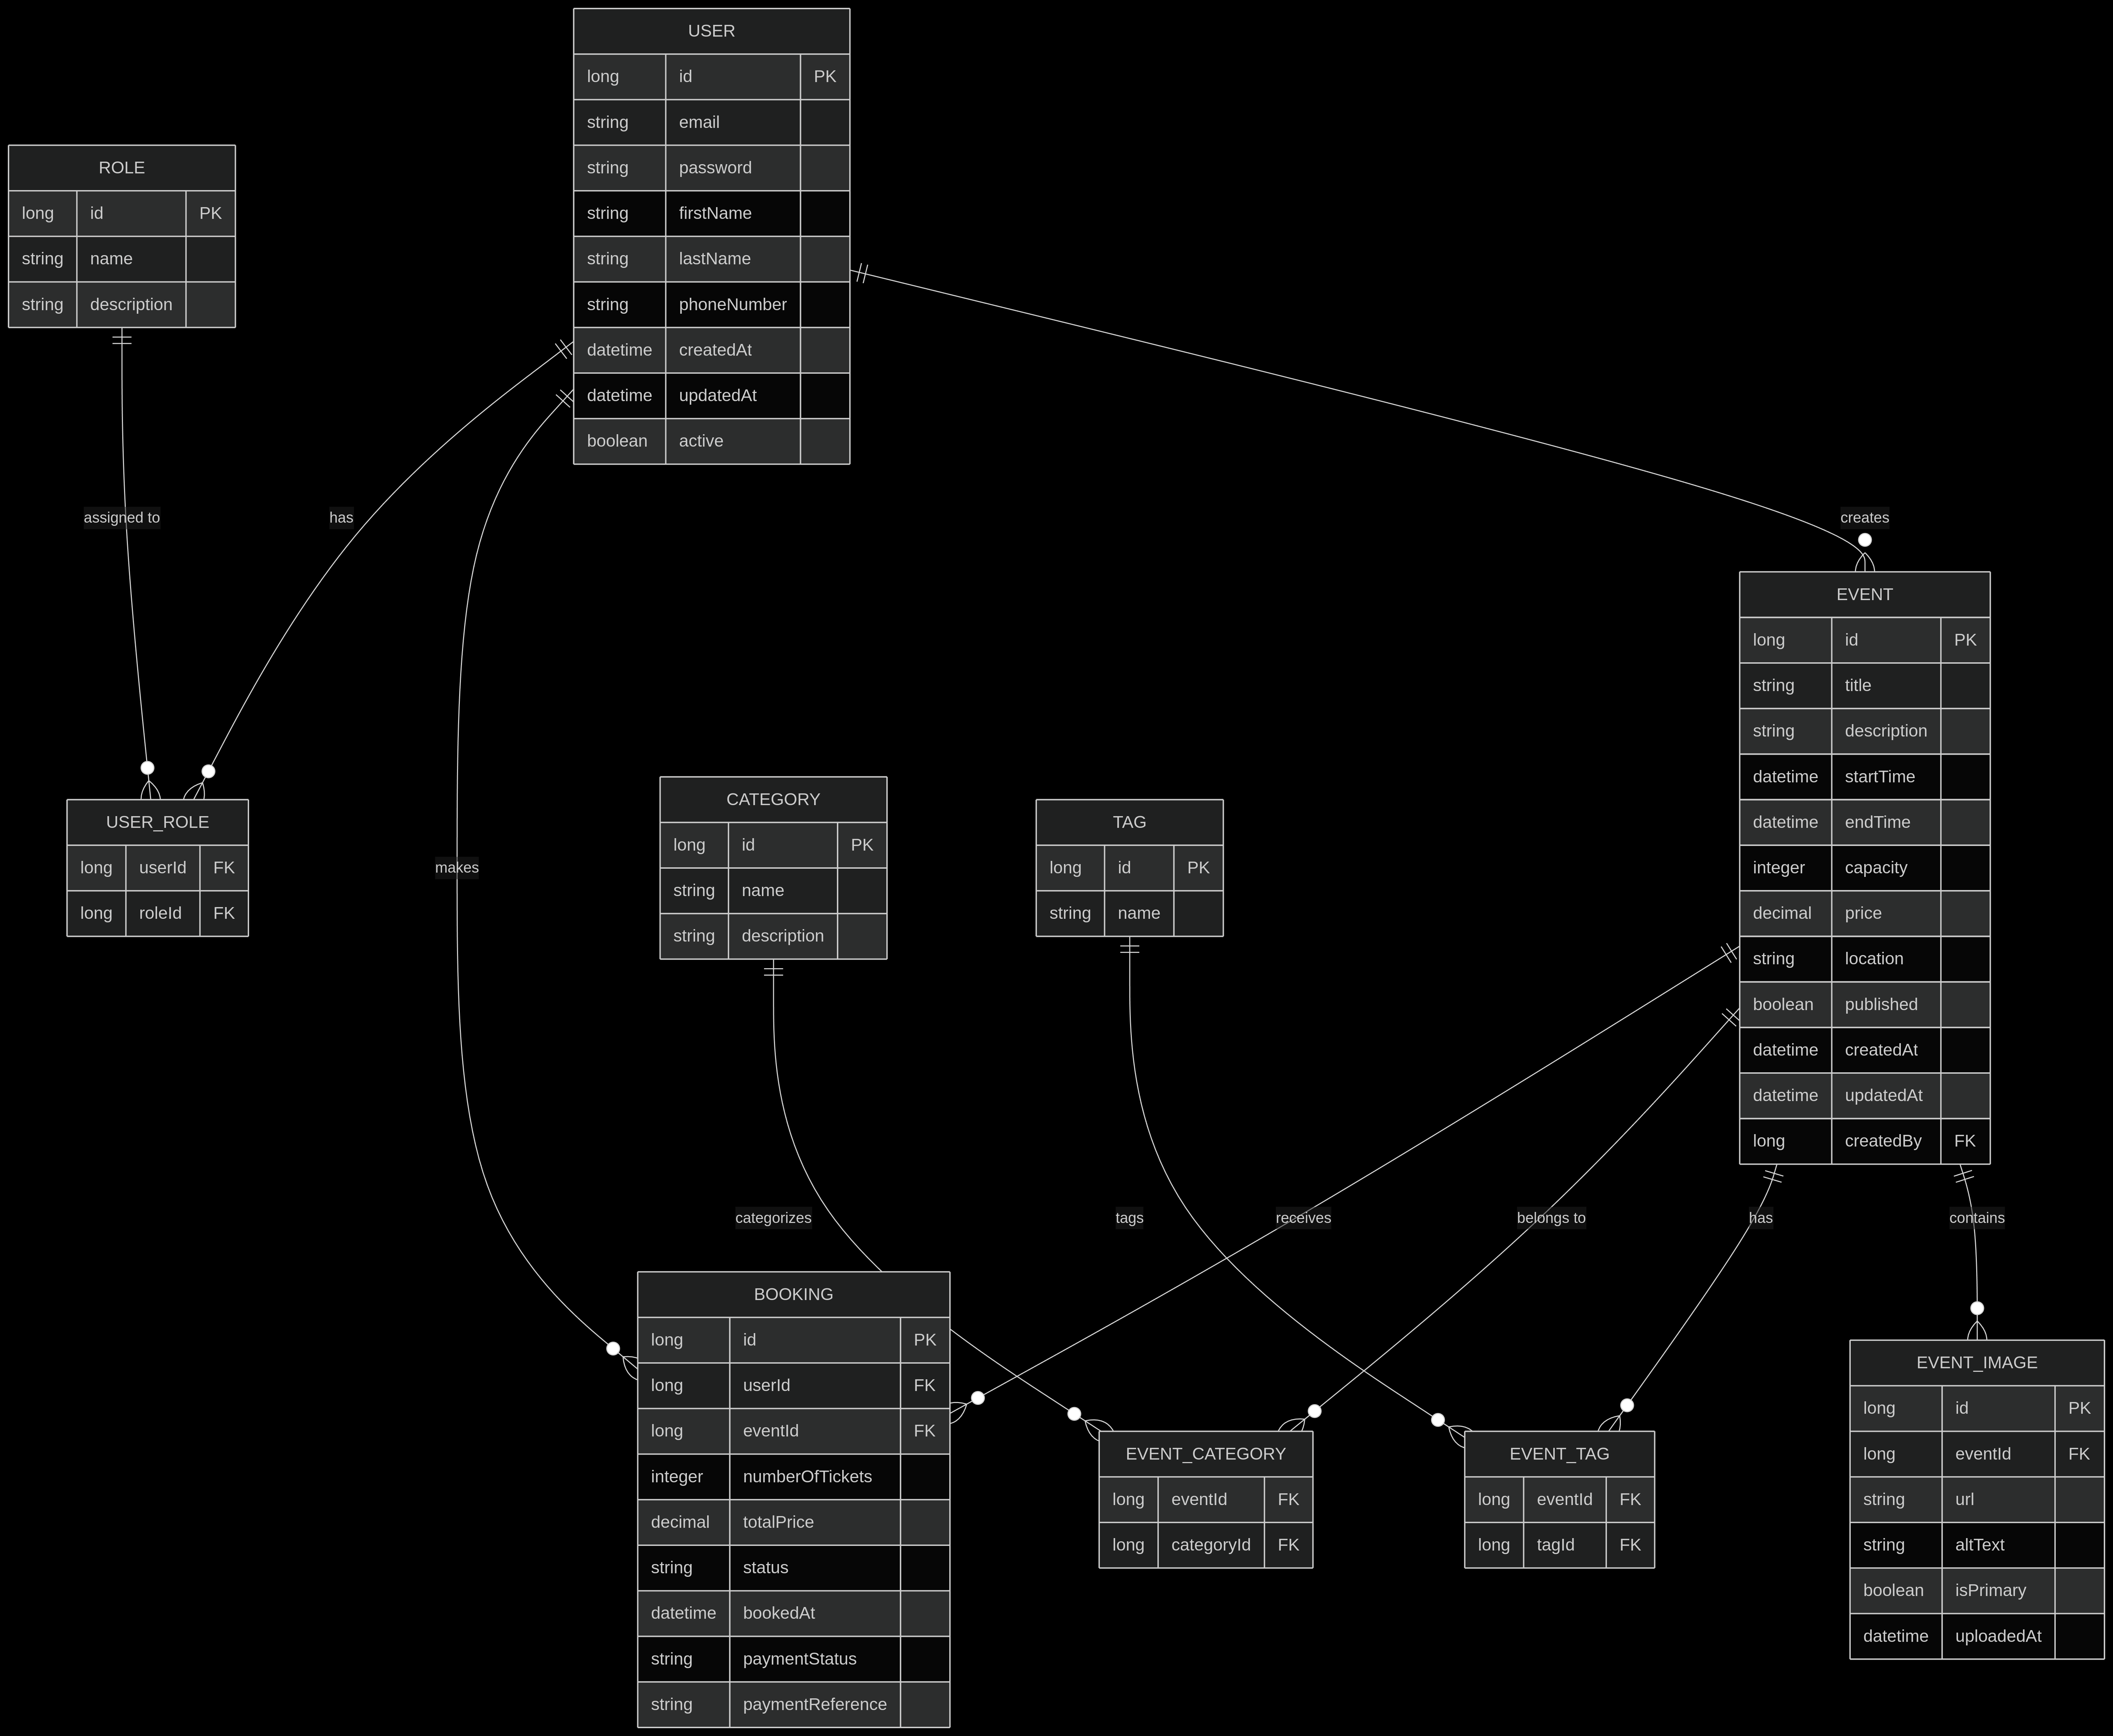 USER
long id PK
string email
string password
string firstName
string lastName
string phoneNumber
datetime createdAt
datetime updatedAt
boolean active
ROLE
long id PK
string name
string description
assigned to
has
creates
makes
USER_ROLE
long userId FK
long roleId FK
CATEGORY
long id PK
string name
string description
TAG
long id PK
string name
EVENT
long id PK
string title
string description
datetime startTime
datetime endTime
integer capacity
decimal price
string location
boolean published
datetime createdAt
datetime updatedAt
long createdBy FK
categorizes
tags
receives
belongs to
has
contains
BOOKING
long id PK
long userId FK
long eventId FK
integer numberOfTickets
decimal totalPrice
string status
datetime bookedAt
string paymentStatus
string paymentReference
EVENT_CATEGORY
long eventId FK
long categoryId FK
EVENT_TAG
long eventId FK
long tagId FK
EVENT_IMAGE
long id PK
long eventId FK
string url
string altText
boolean isPrimary
datetime uploadedAt